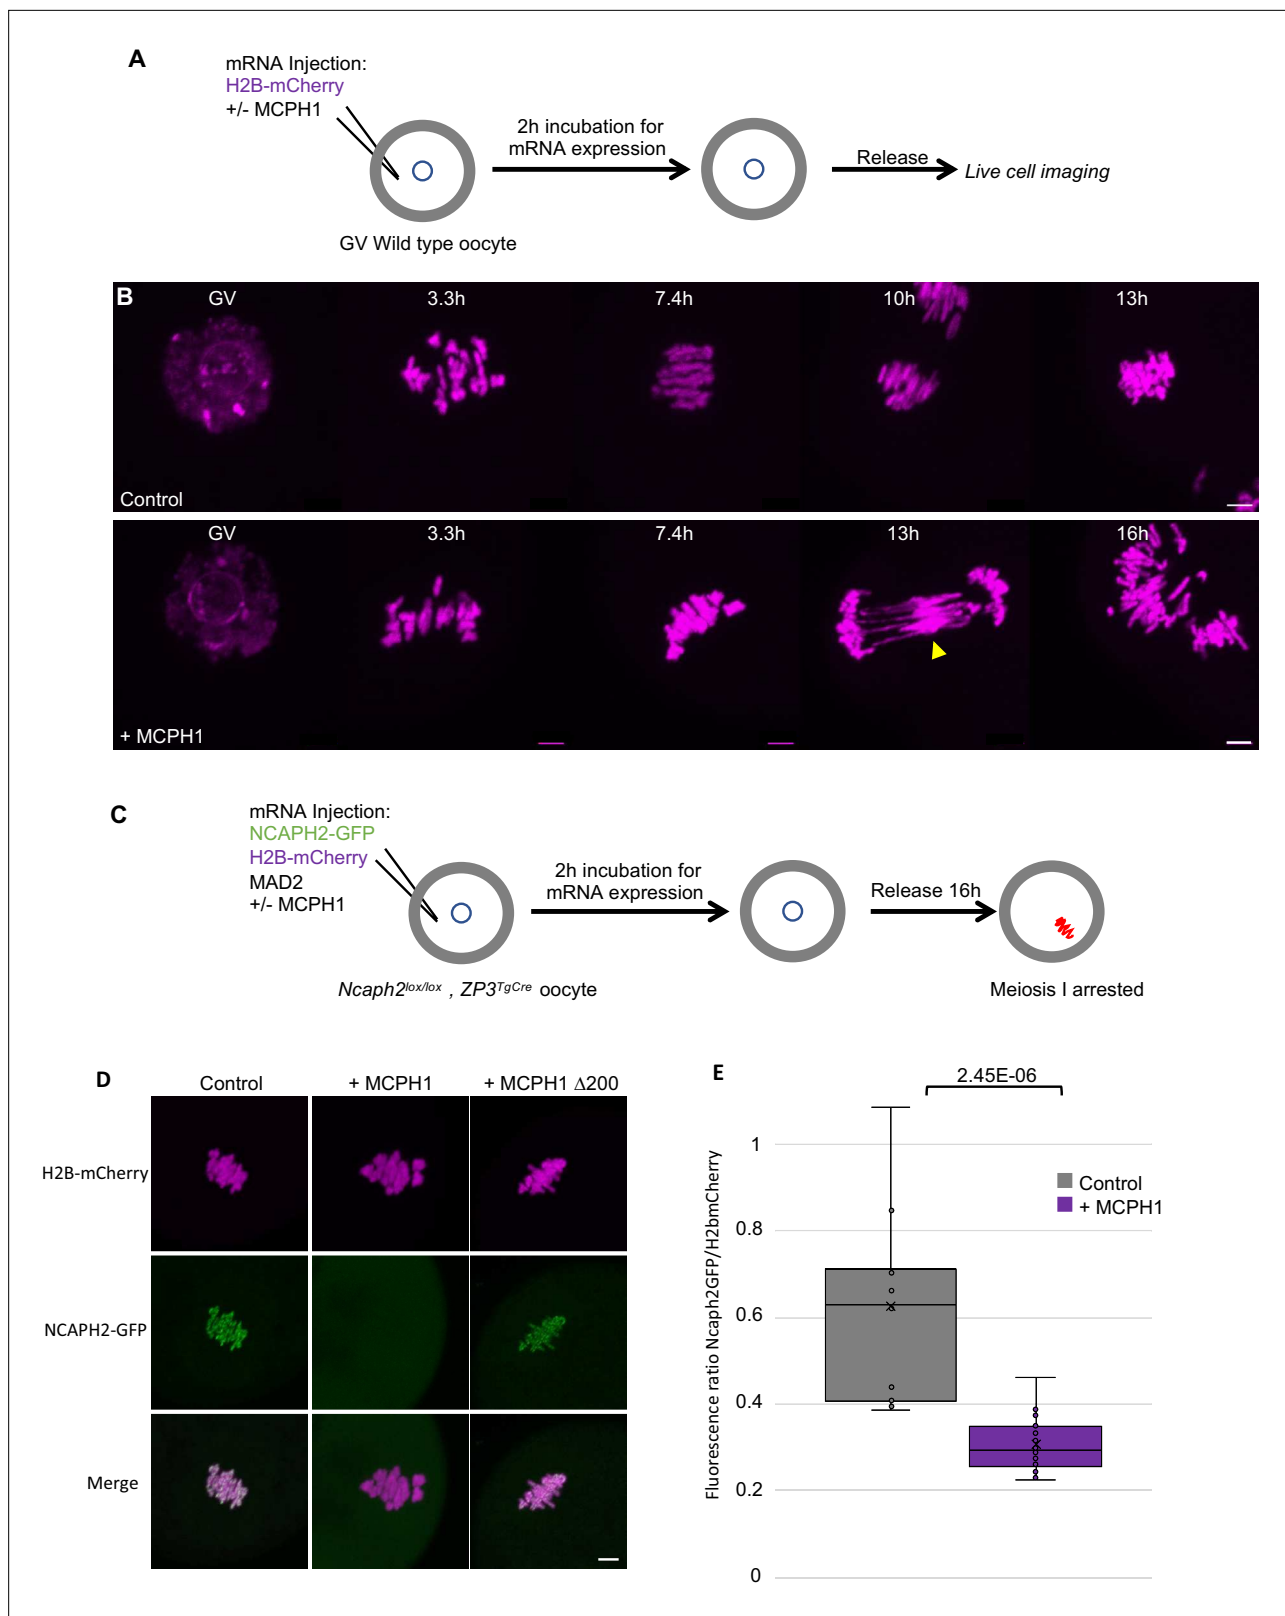 A
mRNA Injection:
H2B-mCherry
+/- MCPH1
2h incubation for
mRNA expression
Release
Live cell imaging
GV Wild type oocyte
B
GV 3.3h 7.4h 10h 13h
Control
GV 3.3h 7.4h 13h 16h
+ MCPH1
C
mRNA Injection:
NCAPH2-GFP
H2B-mCherry
MAD2
+/- MCPH1
2h incubation for
mRNA expression
Release 16h
Ncaph2lox/lox , ZP3TgCre oocyte
Meiosis I arrested
D
Control + MCPH1 + MCPH1 Δ200
H2B-mCherry
NCAPH2-GFP
Merge
E
2.45E-06
Fluorescence ratio Ncaph2GFP/H2bmCherry
1
0.8
0.6
0.4
0.2
0
Control
+ MCPH1